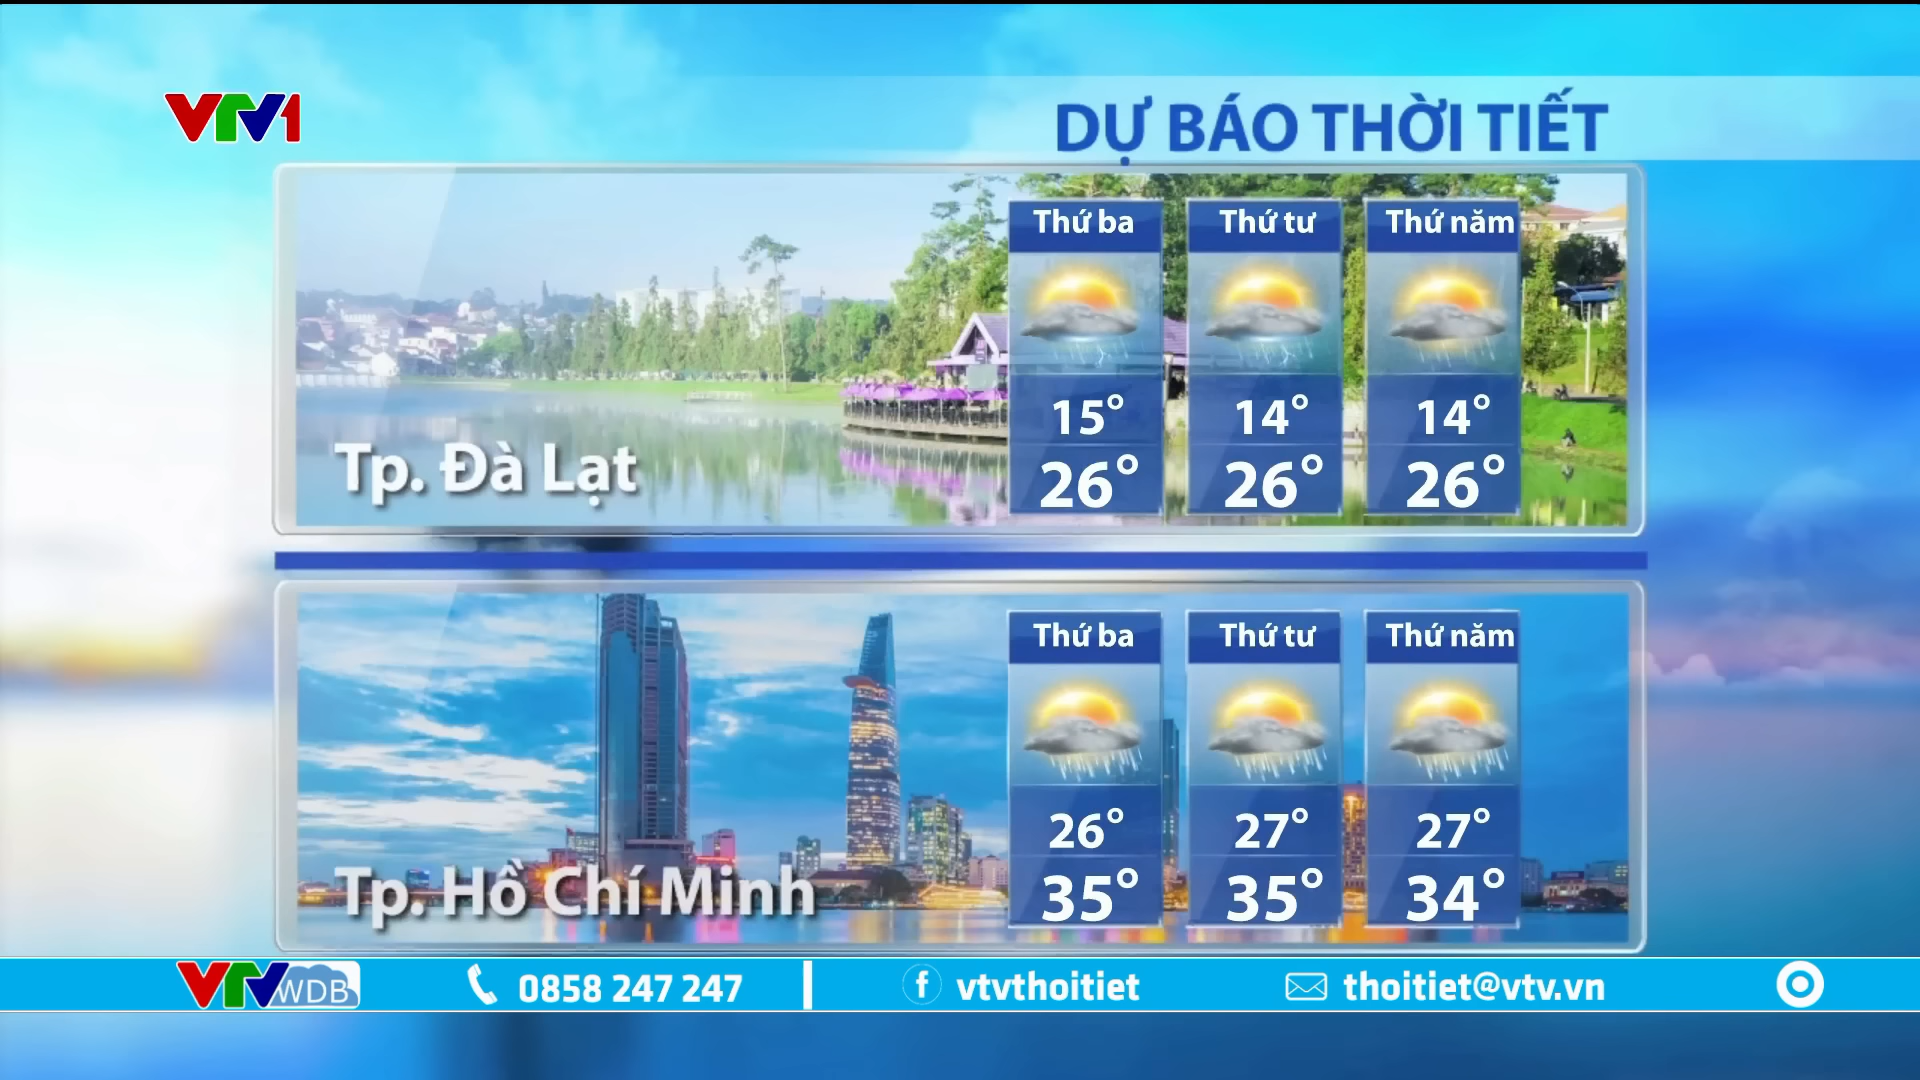 VTV1
DỰ BÁO THỜI TIẾT
Thứ ba Thứ tư Thứ năm
15° 14° 14°
26° 26° 26°
Tp. Đà Lạt
Thứ ba Thứ tư Thứ năm
26° 27° 27°
35° 35° 34°
Tp. Hồ Chí Minh
VTV WDB 0858 247 247 vtvthoitiet thoitiet@vtv.vn